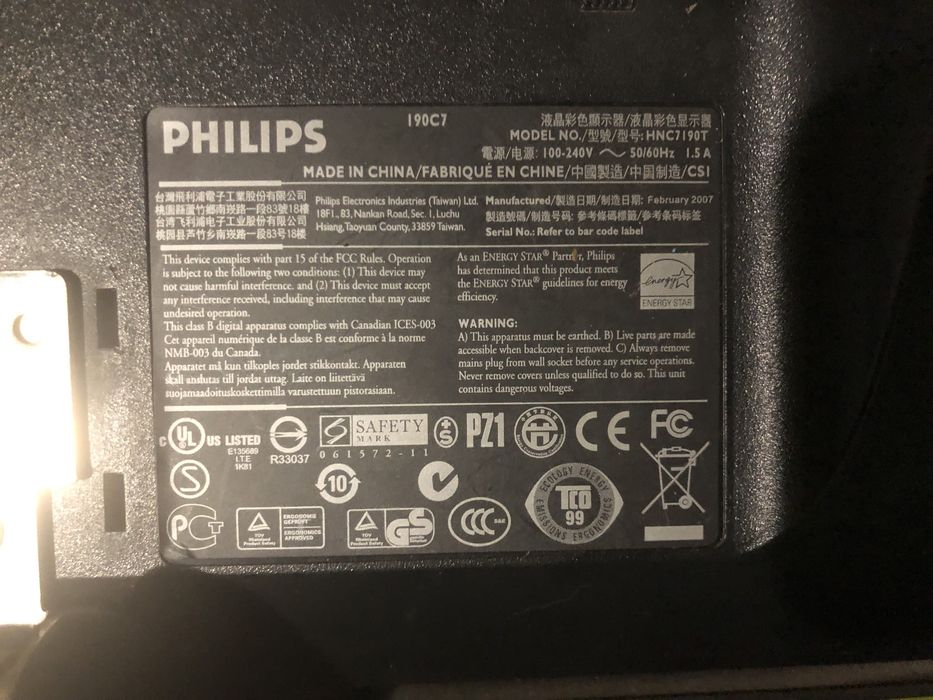 PHILIPS
190C7
液晶彩色顯示器/液晶彩色显示器
MODEL NO./型號/型号: HNC7190T
電源/电源: 100-240V ～ 50/60Hz 1.5 A
MADE IN CHINA/FABRIQUÉ EN CHINE/中國製造/中国制造/CSI
台灣飛利浦電子工業股份有限公司
桃園縣蘆竹鄉南崁路一段83號18樓
台湾飞利浦电子工业股份有限公司
桃园县芦竹乡南崁路一段83号18楼
Philips Electronics Industries (Taiwan) Ltd.
18F1., 83, Nankan Road, Sec. 1, Luchu
Hsiang, Taoyuan County, 33859 Taiwan.
Manufactured/製造日期/制造日期: February 2007
製造號碼/制造号码: 參考條碼標籤/参考条码标签
Serial No.: Refer to bar code label
This device complies with part 15 of the FCC Rules. Operation
is subject to the following two conditions: (1) This device may
not cause harmful interference. and (2) This device must accept
any interference received, including interference that may cause
undesired operation.
This class B digital apparatus complies with Canadian ICES-003
Cet appareil numérique de la classe B est conforme à la norme
NMB-003 du Canada.
Apparatet må kun tilkoples jordet stikkontakt. Apparaten
skall anslutas till jordat uttag. Laite on liitettävä
suojamaadoituskoskettimilla varustettuun pistorasiaan.
As an ENERGY STAR® Partner, Philips
has determined that this product meets
the ENERGY STAR® guidelines for energy
efficiency.
energy
ENERGY STAR
WARNING:
A) This apparatus must be earthed. B) Live parts are made
accessible when backcover is removed. C) Always remove
mains plug from wall socket before any service operations.
Never remove covers unless qualified to do so. This unit
contains dangerous voltages.
c UL US LISTED
E135689
I.T.E
1K81
R33037
S SAFETY
MARK
061572-11
S
PZ1
CE
FC
S
10
ECOLOGY ENERGY
TCO
99
EMISSIONS ERGONOMICS
PCT
TÜV
Rheinland
Product Safety
ERGONOMIE
GEPRÜFT
ERGONOMICS
APPROVED
TÜV
Rheinland
Product Safety
GS
CCC S&E